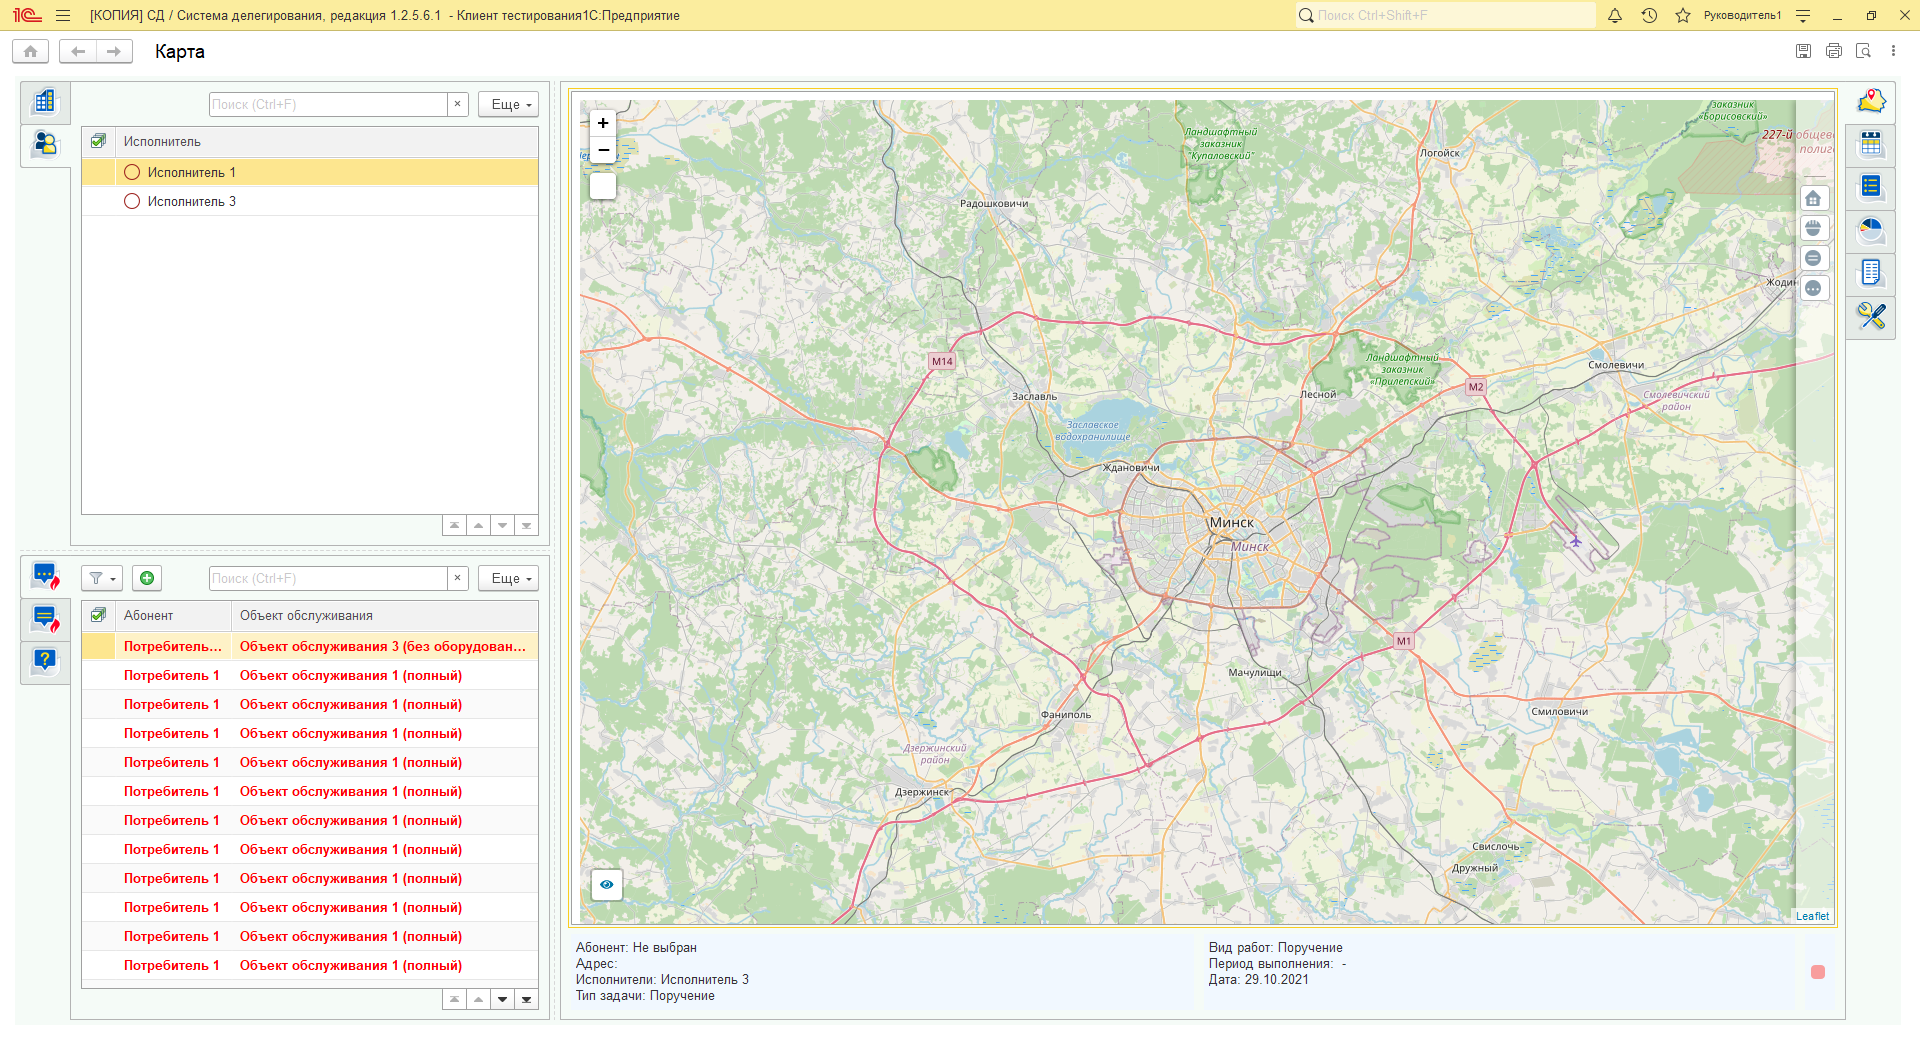 [КОПИЯ] СД / Система делегирования, редакция 1.2.5.6.1 - Клиент тестирования1С:Предприятие
Поиск Ctrl+Shift+F
Руководитель1
Карта
Поиск (Ctrl+F)
×
Еще
Исполнитель
Исполнитель 1
Исполнитель 3
Поиск (Ctrl+F)
×
Еще
Абонент
Объект обслуживания
Потребитель... Объект обслуживания 3 (без оборудован...
Потребитель 1 Объект обслуживания 1 (полный)
Потребитель 1 Объект обслуживания 1 (полный)
Потребитель 1 Объект обслуживания 1 (полный)
Потребитель 1 Объект обслуживания 1 (полный)
Потребитель 1 Объект обслуживания 1 (полный)
Потребитель 1 Объект обслуживания 1 (полный)
Потребитель 1 Объект обслуживания 1 (полный)
Потребитель 1 Объект обслуживания 1 (полный)
Потребитель 1 Объект обслуживания 1 (полный)
Потребитель 1 Объект обслуживания 1 (полный)
Потребитель 1 Объект обслуживания 1 (полный)
+
−
заказник
«Борисовский»
227-й общево
полиг
Ландшафтный
заказник
"Купаловский"
Логойск
Радошковичи
Жодин
M14
Ландшафтный
заказник
«Прилепский»
Смолевичи
M2
Заславль
Лесной
Смолевичский
район
Заславское
водохранилище
Ждановичи
Минск
Минск
M1
Мачулищи
Фаниполь
Смиловичи
Дзержинский
район
Дзержинск
Свислочь
Дружный
Leaflet
Абонент: Не выбран
Адрес:
Исполнители: Исполнитель 3
Тип задачи: Поручение
Вид работ: Поручение
Период выполнения: -
Дата: 29.10.2021